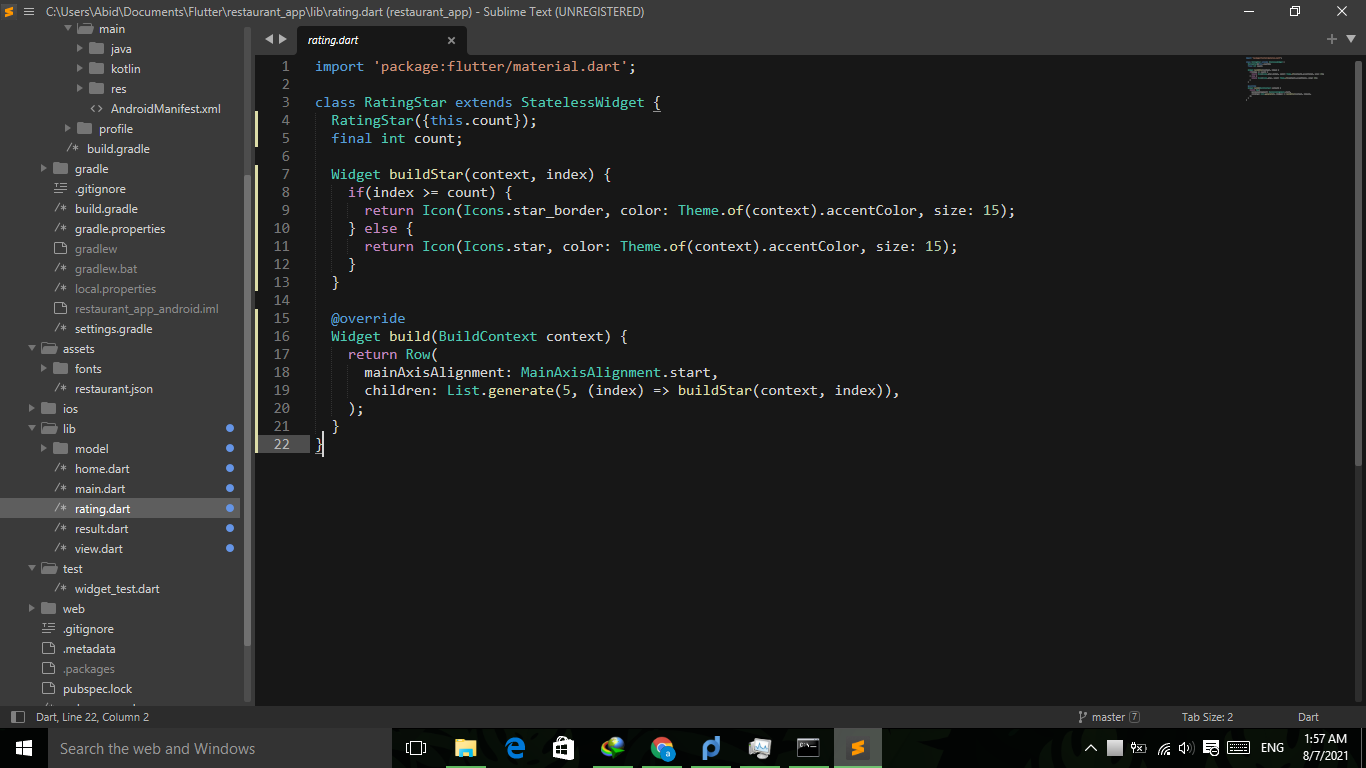 C:\Users\Abid\Documents\Flutter\restaurant_app\lib\rating.dart (restaurant_app) - Sublime Text (UNREGISTERED)
main
java
kotlin
res
<> AndroidManifest.xml
profile
/* build.gradle
gradle
.gitignore
/* build.gradle
/* gradle.properties
gradlew
/* gradlew.bat
/* local.properties
restaurant_app_android.iml
/* settings.gradle
assets
fonts
/* restaurant.json
ios
lib
model
/* home.dart
/* main.dart
/* rating.dart
/* result.dart
/* view.dart
test
/* widget_test.dart
web
.gitignore
.metadata
.packages
pubspec.lock
rating.dart
1 import 'package:flutter/material.dart';
2
3 class RatingStar extends StatelessWidget {
4   RatingStar({this.count});
5   final int count;
6
7   Widget buildStar(context, index) {
8     if(index >= count) {
9       return Icon(Icons.star_border, color: Theme.of(context).accentColor, size: 15);
10     } else {
11       return Icon(Icons.star, color: Theme.of(context).accentColor, size: 15);
12     }
13   }
14
15   @override
16   Widget build(BuildContext context) {
17     return Row(
18       mainAxisAlignment: MainAxisAlignment.start,
19       children: List.generate(5, (index) => buildStar(context, index)),
20     );
21   }
22 }
Dart, Line 22, Column 2
master 7
Tab Size: 2
Dart
Search the web and Windows
ENG
1:57 AM
8/7/2021